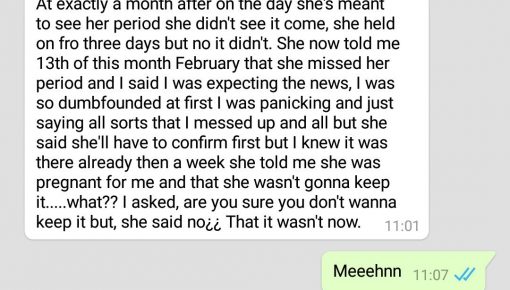 At exactly a month after on the day she's meant
to see her period she didn't see it come, she held
on fro three days but no it didn't. She now told me
13th of this month February that she missed her
period and I said I was expecting the news, I was
so dumbfounded at first I was panicking and just
saying all sorts that I messed up and all but she
said she'll have to confirm first but I knew it was
there already then a week she told me she was
pregnant for me and that she wasn't gonna keep
it.....what?? I asked, are you sure you don't wanna
keep it but, she said no¿¿ That it wasn't now.
11:01
Meeehnn 11:07